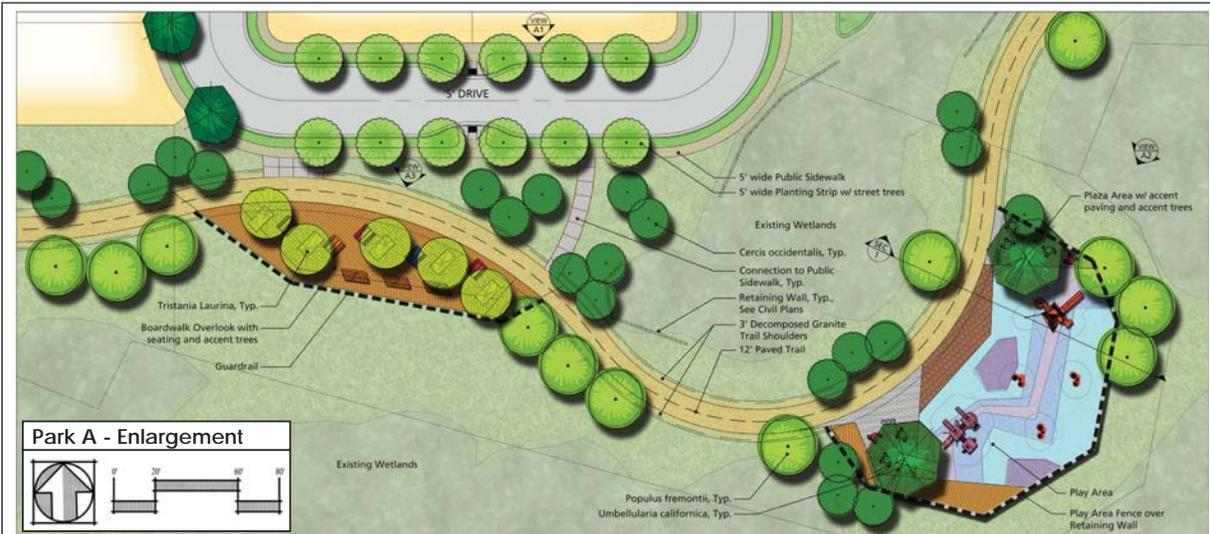 VIEW
A1
'S' DRIVE
VIEW
A3
5' wide Public Sidewalk
5' wide Planting Strip w/ street trees
VIEW
A2
Plaza Area w/ accent
paving and accent trees
Existing Wetlands
SEC
I
Cercis occidentalis, Typ.
Connection to Public
Sidewalk, Typ.
Retaining Wall, Typ.,
See Civil Plans
3' Decomposed Granite
Trail Shoulders
12' Paved Trail
Tristania Laurina, Typ.
Boardwalk Overlook with
seating and accent trees
Guardrail
Park A - Enlargement
0' 20' 60' 80'
Existing Wetlands
Populus fremontii, Typ.
Umbellularia californica, Typ.
Play Area
Play Area Fence over
Retaining Wall